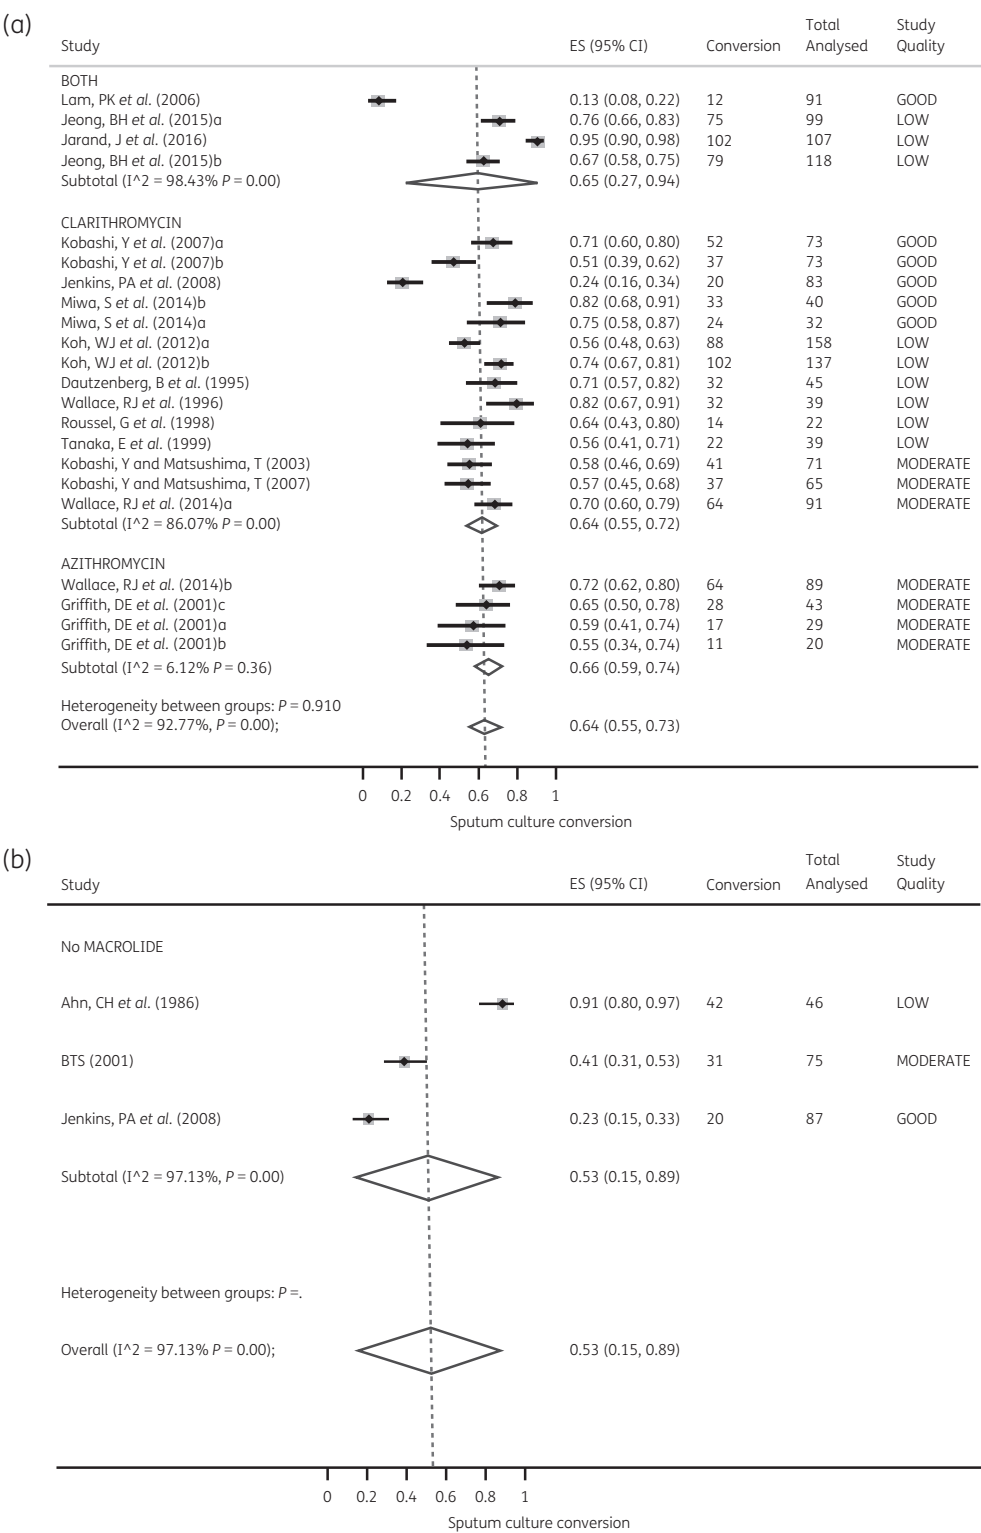 (a)
Total Study
Study ES (95% CI) Conversion Analysed Quality
BOTH
Lam, PK et al. (2006) 0.13 (0.08, 0.22) 12 91 GOOD
Jeong, BH et al. (2015)a 0.76 (0.66, 0.83) 75 99 LOW
Jarand, J et al. (2016) 0.95 (0.90, 0.98) 102 107 LOW
Jeong, BH et al. (2015)b 0.67 (0.58, 0.75) 79 118 LOW
Subtotal (I^2 = 98.43% P = 0.00) 0.65 (0.27, 0.94)
CLARITHROMYCIN
Kobashi, Y et al. (2007)a 0.71 (0.60, 0.80) 52 73 GOOD
Kobashi, Y et al. (2007)b 0.51 (0.39, 0.62) 37 73 GOOD
Jenkins, PA et al. (2008) 0.24 (0.16, 0.34) 20 83 GOOD
Miwa, S et al. (2014)b 0.82 (0.68, 0.91) 33 40 GOOD
Miwa, S et al. (2014)a 0.75 (0.58, 0.87) 24 32 GOOD
Koh, WJ et al. (2012)a 0.56 (0.48, 0.63) 88 158 LOW
Koh, WJ et al. (2012)b 0.74 (0.67, 0.81) 102 137 LOW
Dautzenberg, B et al. (1995) 0.71 (0.57, 0.82) 32 45 LOW
Wallace, RJ et al. (1996) 0.82 (0.67, 0.91) 32 39 LOW
Roussel, G et al. (1998) 0.64 (0.43, 0.80) 14 22 LOW
Tanaka, E et al. (1999) 0.56 (0.41, 0.71) 22 39 LOW
Kobashi, Y and Matsushima, T (2003) 0.58 (0.46, 0.69) 41 71 MODERATE
Kobashi, Y and Matsushima, T (2007) 0.57 (0.45, 0.68) 37 65 MODERATE
Wallace, RJ et al. (2014)a 0.70 (0.60, 0.79) 64 91 MODERATE
Subtotal (I^2 = 86.07% P = 0.00) 0.64 (0.55, 0.72)
AZITHROMYCIN
Wallace, RJ et al. (2014)b 0.72 (0.62, 0.80) 64 89 MODERATE
Griffith, DE et al. (2001)c 0.65 (0.50, 0.78) 28 43 MODERATE
Griffith, DE et al. (2001)a 0.59 (0.41, 0.74) 17 29 MODERATE
Griffith, DE et al. (2001)b 0.55 (0.34, 0.74) 11 20 MODERATE
Subtotal (I^2 = 6.12% P = 0.36) 0.66 (0.59, 0.74)
Heterogeneity between groups: P = 0.910
Overall (I^2 = 92.77%, P = 0.00); 0.64 (0.55, 0.73)
0 0.2 0.4 0.6 0.8 1
Sputum culture conversion
(b)
Total Study
Study ES (95% CI) Conversion Analysed Quality
No MACROLIDE
Ahn, CH et al. (1986) 0.91 (0.80, 0.97) 42 46 LOW
BTS (2001) 0.41 (0.31, 0.53) 31 75 MODERATE
Jenkins, PA et al. (2008) 0.23 (0.15, 0.33) 20 87 GOOD
Subtotal (I^2 = 97.13%, P = 0.00) 0.53 (0.15, 0.89)
Heterogeneity between groups: P =.
Overall (I^2 = 97.13% P = 0.00); 0.53 (0.15, 0.89)
0 0.2 0.4 0.6 0.8 1
Sputum culture conversion